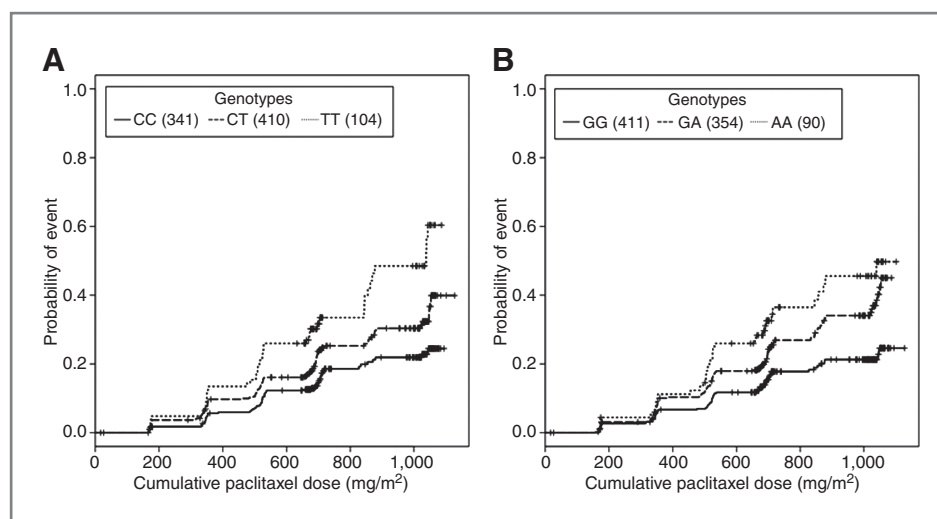 A
1.0
0.8
0.6
0.4
0.2
0.0
Probability of event
Genotypes
CC (341) CT (410) TT (104)
0 200 400 600 800 1,000
Cumulative paclitaxel dose (mg/m²)
B
1.0
0.8
0.6
0.4
0.2
0.0
Probability of event
Genotypes
GG (411) GA (354) AA (90)
0 200 400 600 800 1,000
Cumulative paclitaxel dose (mg/m²)